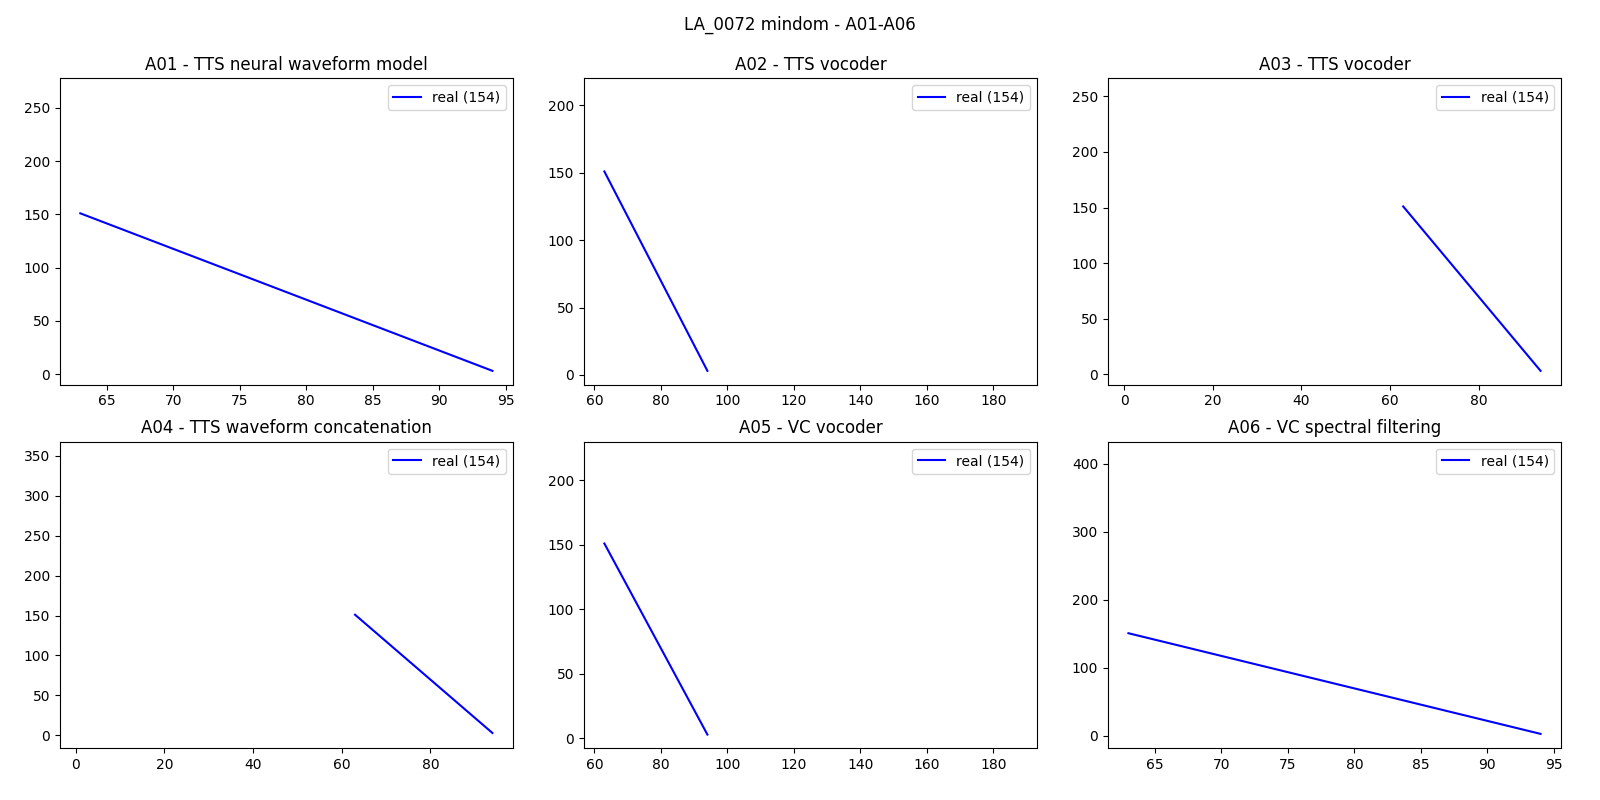 LA_0072 mindom - A01-A06
A01 - TTS neural waveform model
real (154)
250
200
150
100
50
0
65 70 75 80 85 90 95
A02 - TTS vocoder
real (154)
200
150
100
50
0
60 80 100 120 140 160 180
A03 - TTS vocoder
real (154)
250
200
150
100
50
0
0 20 40 60 80
A04 - TTS waveform concatenation
real (154)
350
300
250
200
150
100
50
0
0 20 40 60 80
A05 - VC vocoder
real (154)
200
150
100
50
0
60 80 100 120 140 160 180
A06 - VC spectral filtering
real (154)
400
300
200
100
0
65 70 75 80 85 90 95